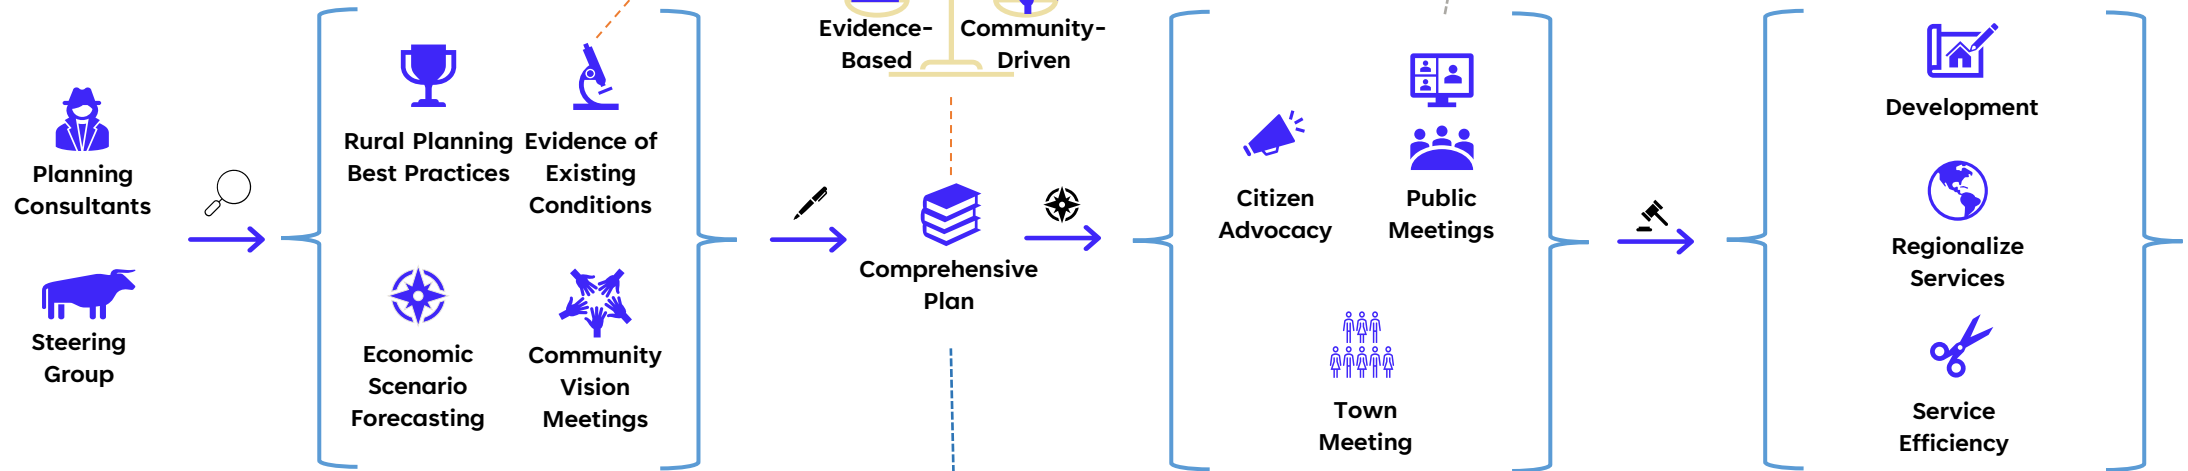 Planning
Consultants
Steering
Group
Rural Planning
Best Practices
Evidence of
Existing
Conditions
Economic
Scenario
Forecasting
Community
Vision
Meetings
Evidence-
Based
Community-
Driven
Comprehensive
Plan
Citizen
Advocacy
Public
Meetings
Town
Meeting
Development
Regionalize
Services
Service
Efficiency